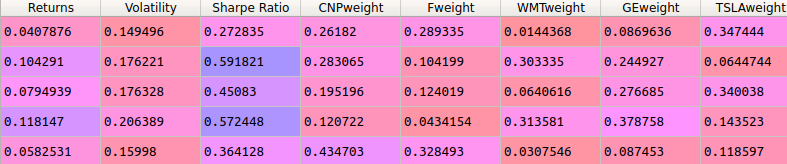 Returns Volatility Sharpe Ratio CNPweight Fweight WMTweight GEweight TSLAweight
0.0407876 0.149496 0.272835 0.26182 0.289335 0.0144368 0.0869636 0.347444
0.104291 0.176221 0.591821 0.283065 0.104199 0.303335 0.244927 0.0644744
0.0794939 0.176328 0.45083 0.195196 0.124019 0.0640616 0.276685 0.340038
0.118147 0.206389 0.572448 0.120722 0.0434154 0.313581 0.378758 0.143523
0.0582531 0.15998 0.364128 0.434703 0.328493 0.0307546 0.087453 0.118597